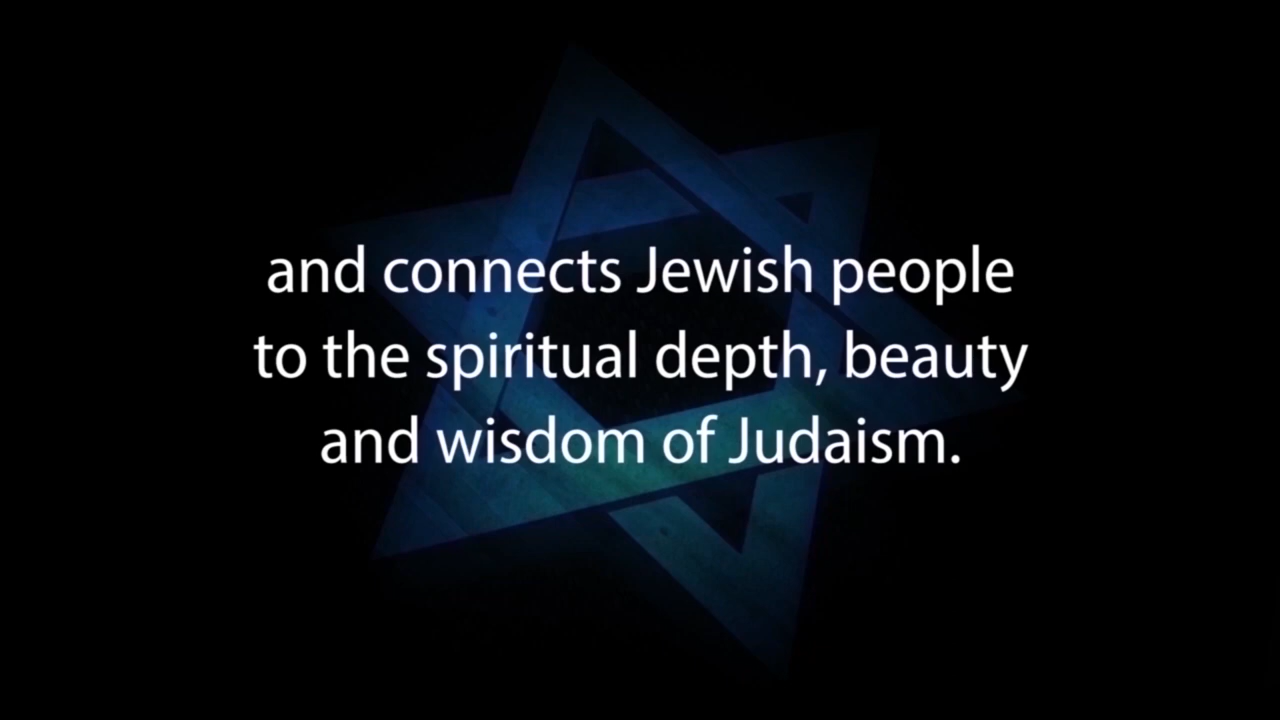 and connects Jewish people
to the spiritual depth, beauty
and wisdom of Judaism.